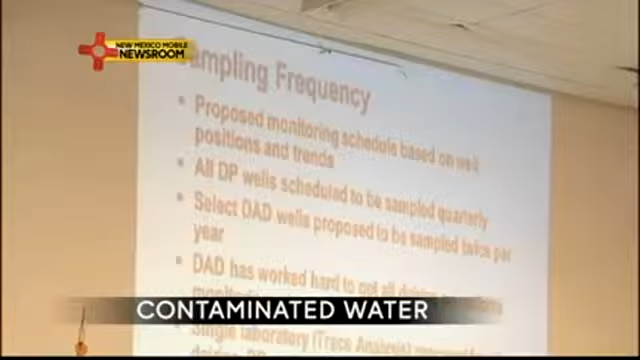 NEW MEXICO MOBILE
NEWSROOM
Sampling Frequency
• Proposed monitoring schedule based on well
positions and trends
• All DP wells scheduled to be sampled quarterly
• Select DAD wells proposed to be sampled twice per
year
• DAD has worked hard to get all
CONTAMINATED WATER
• Single laboratory (Trace Analysis)